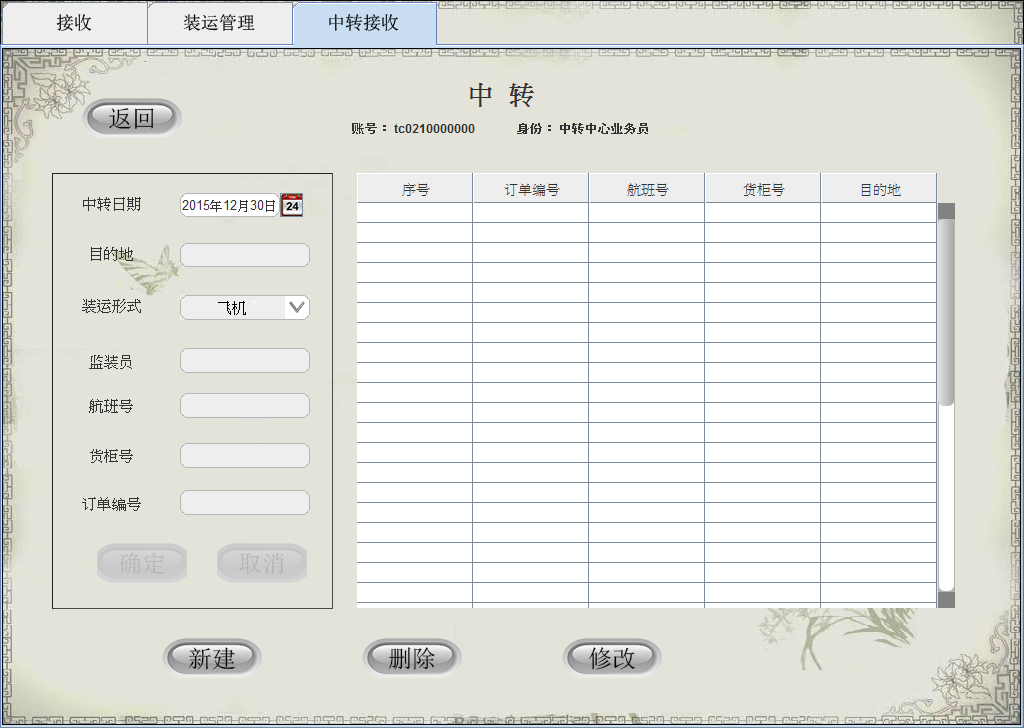 接收 装运管理 中转接收
中 转
返回
账号： tc0210000000 身份： 中转中心业务员
序号 订单编号 航班号 货柜号 目的地
中转日期 2015年12月30日 24
目的地
装运形式 飞机
监装员
航班号
货柜号
订单编号
确定 取消
新建 删除 修改